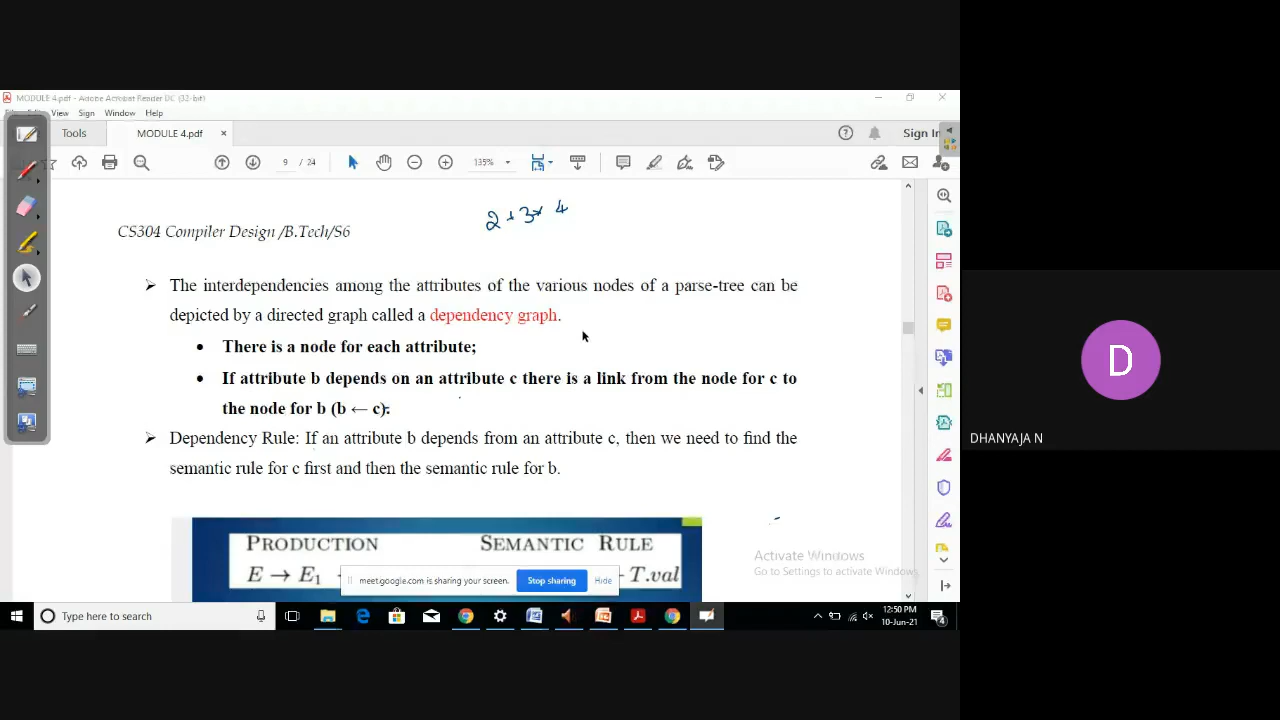 MODULE 4.pdf - Adobe Acrobat Reader DC (32-bit)
View Sign Window Help
Tools MODULE 4.pdf × Sign In
9 / 24 135%
2 + 3 * 4
CS304 Compiler Design /B.Tech/S6
➢ The interdependencies among the attributes of the various nodes of a parse-tree can be
depicted by a directed graph called a dependency graph.
• There is a node for each attribute;
• If attribute b depends on an attribute c there is a link from the node for c to
the node for b (b ← c).
➢ Dependency Rule: If an attribute b depends from an attribute c, then we need to find the
semantic rule for c first and then the semantic rule for b.
PRODUCTION SEMANTIC RULE
E → E1 T.val
meet.google.com is sharing your screen. Stop sharing Hide
Activate Windows
Go to Settings to activate Windows
Type here to search
12:50 PM
10-Jun-21
4
D
DHANYAJA N